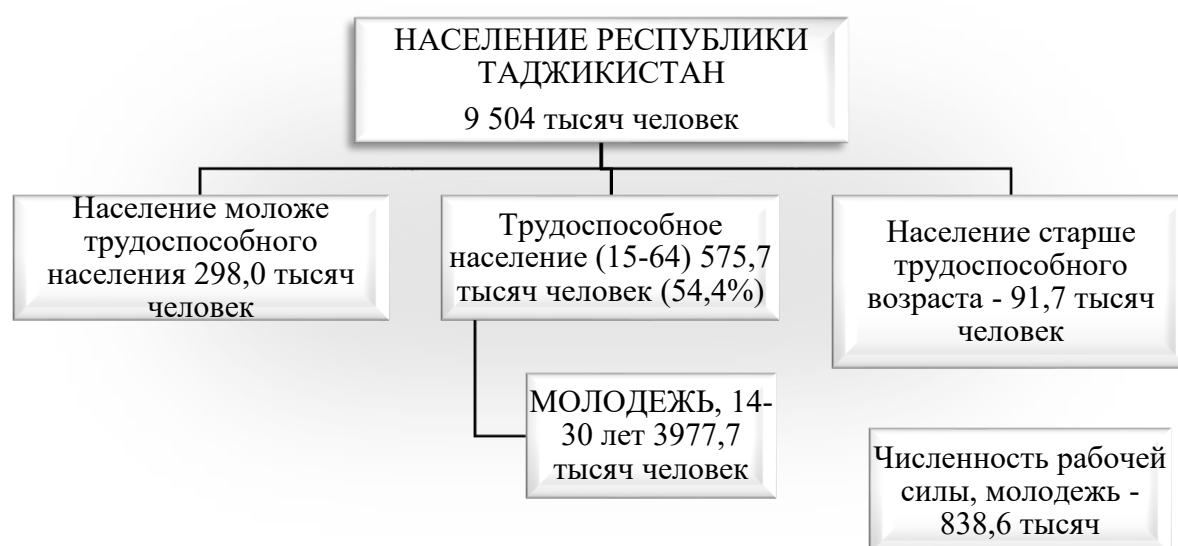 НАСЕЛЕНИЕ РЕСПУБЛИКИ
ТАДЖИКИСТАН
9 504 тысяч человек
Население моложе
трудоспособного
населения 298,0 тысяч
человек
Трудоспособное
население (15-64) 575,7
тысяч человек (54,4%)
Население старше
трудоспособного
возраста - 91,7 тысяч
человек
МОЛОДЕЖЬ, 14-
30 лет 3977,7
тысяч человек
Численность рабочей
силы, молодежь -
838,6 тысяч